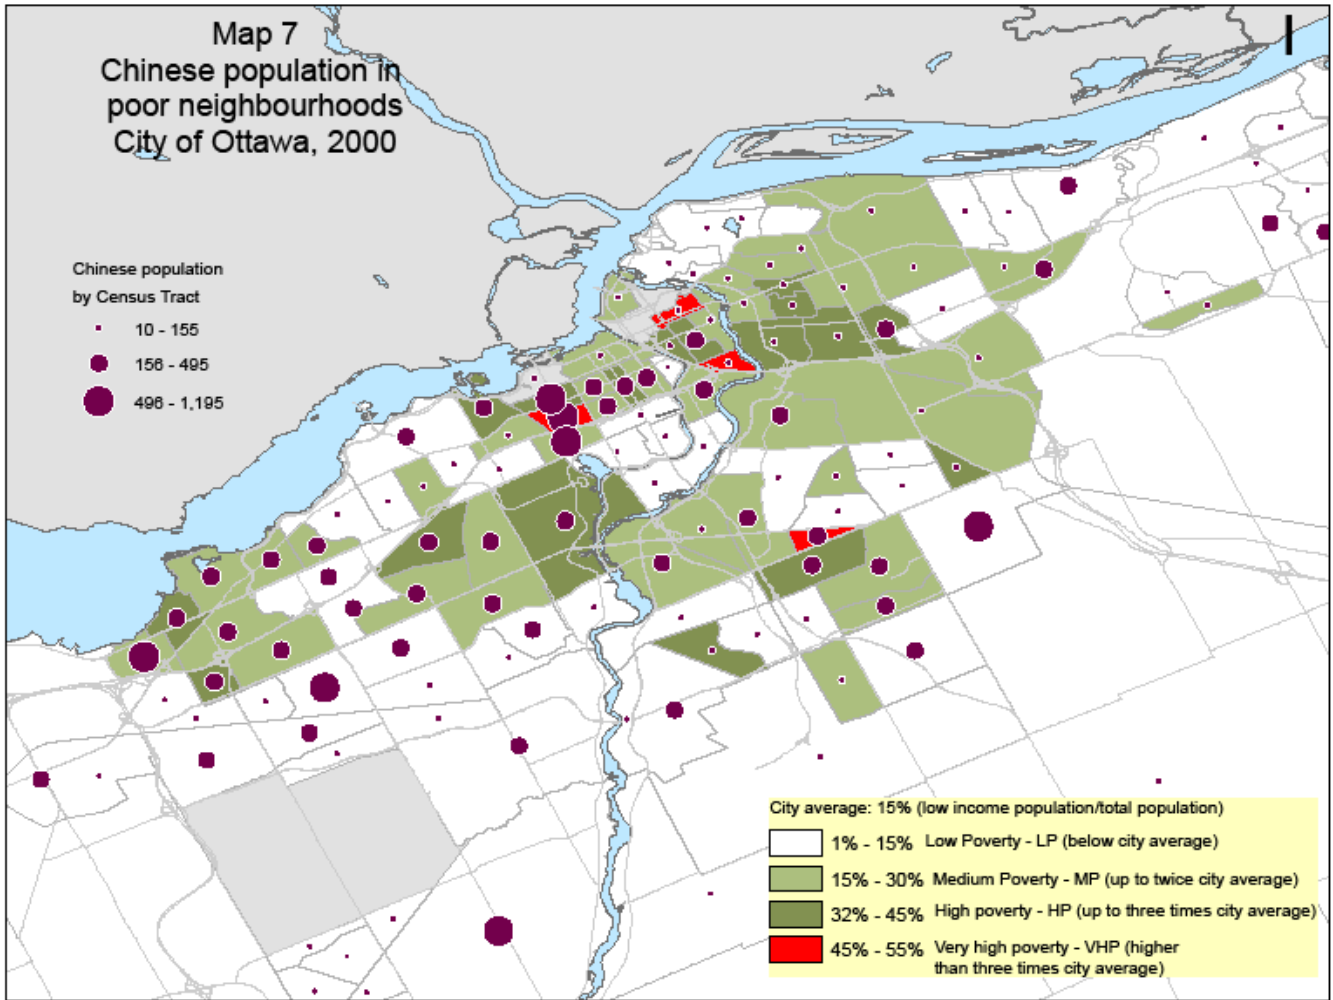 Map 7
Chinese population in
poor neighbourhoods
City of Ottawa, 2000
Chinese population
by Census Tract
10 - 155
156 - 495
496 - 1,195
City average: 15% (low income population/total population)
1% - 15% Low Poverty - LP (below city average)
15% - 30% Medium Poverty - MP (up to twice city average)
32% - 45% High poverty - HP (up to three times city average)
45% - 55% Very high poverty - VHP (higher
than three times city average)